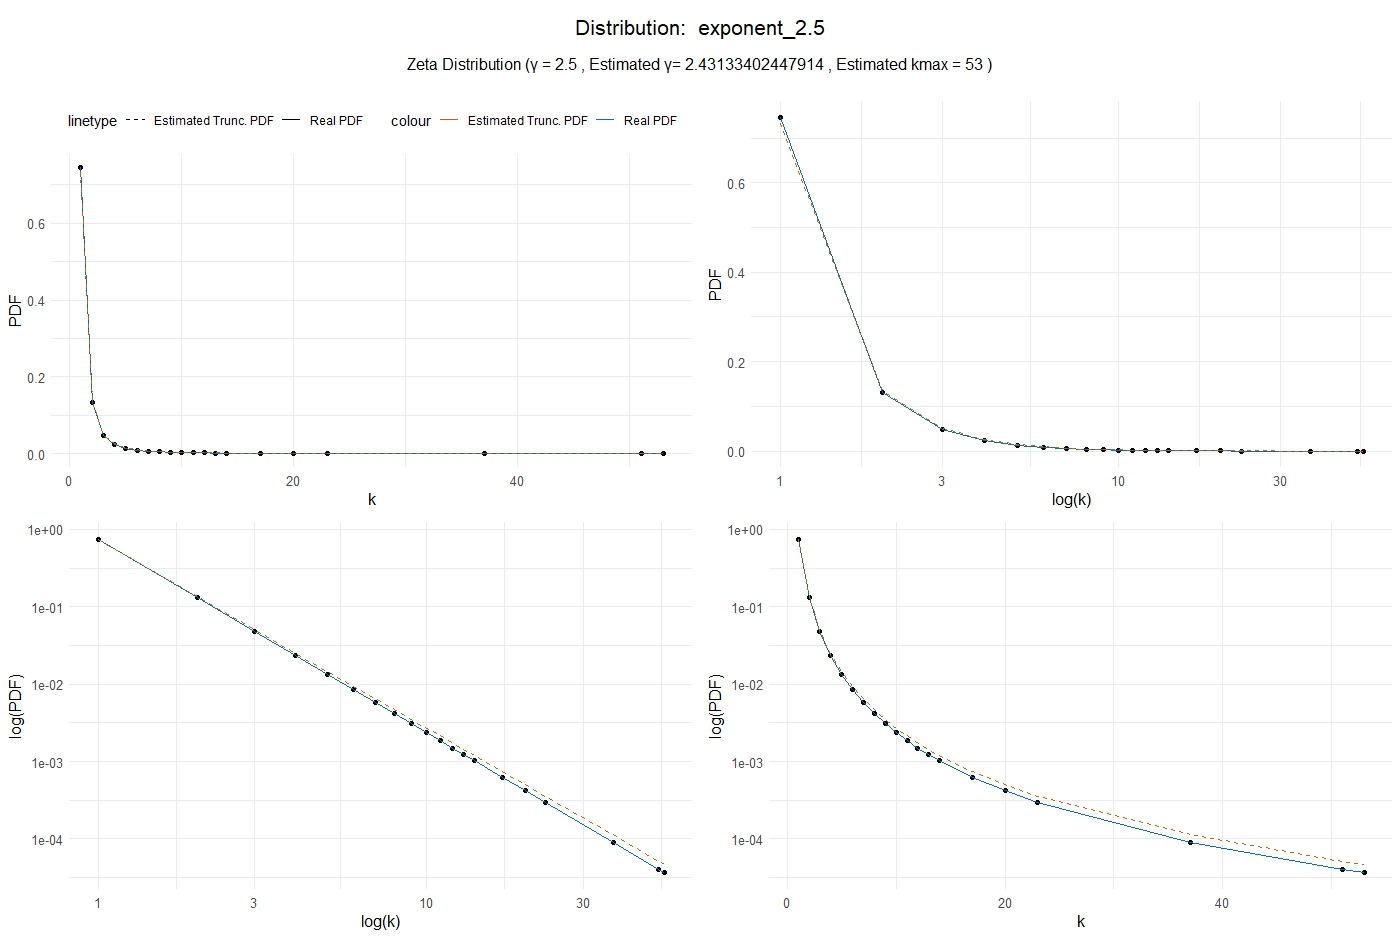 Distribution:  exponent_2.5
Zeta Distribution (γ = 2.5 , Estimated γ= 2.43133402447914 , Estimated kmax = 53 )
linetype Estimated Trunc. PDF Real PDF colour Estimated Trunc. PDF Real PDF
PDF
0.6
0.4
0.2
0.0
0 20 40
k
PDF
0.6
0.4
0.2
0.0
1 3 10 30
log(k)
log(PDF)
1e+00
1e-01
1e-02
1e-03
1e-04
1 3 10 30
log(k)
log(PDF)
1e+00
1e-01
1e-02
1e-03
1e-04
0 20 40
k